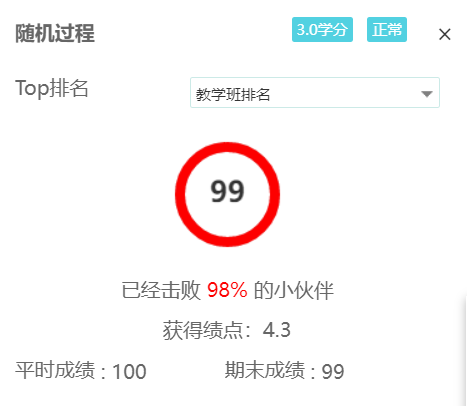 随机过程 3.0学分 正常 ×
Top排名 教学班排名
99
已经击败 98% 的小伙伴
获得绩点：4.3
平时成绩 : 100 期末成绩 : 99